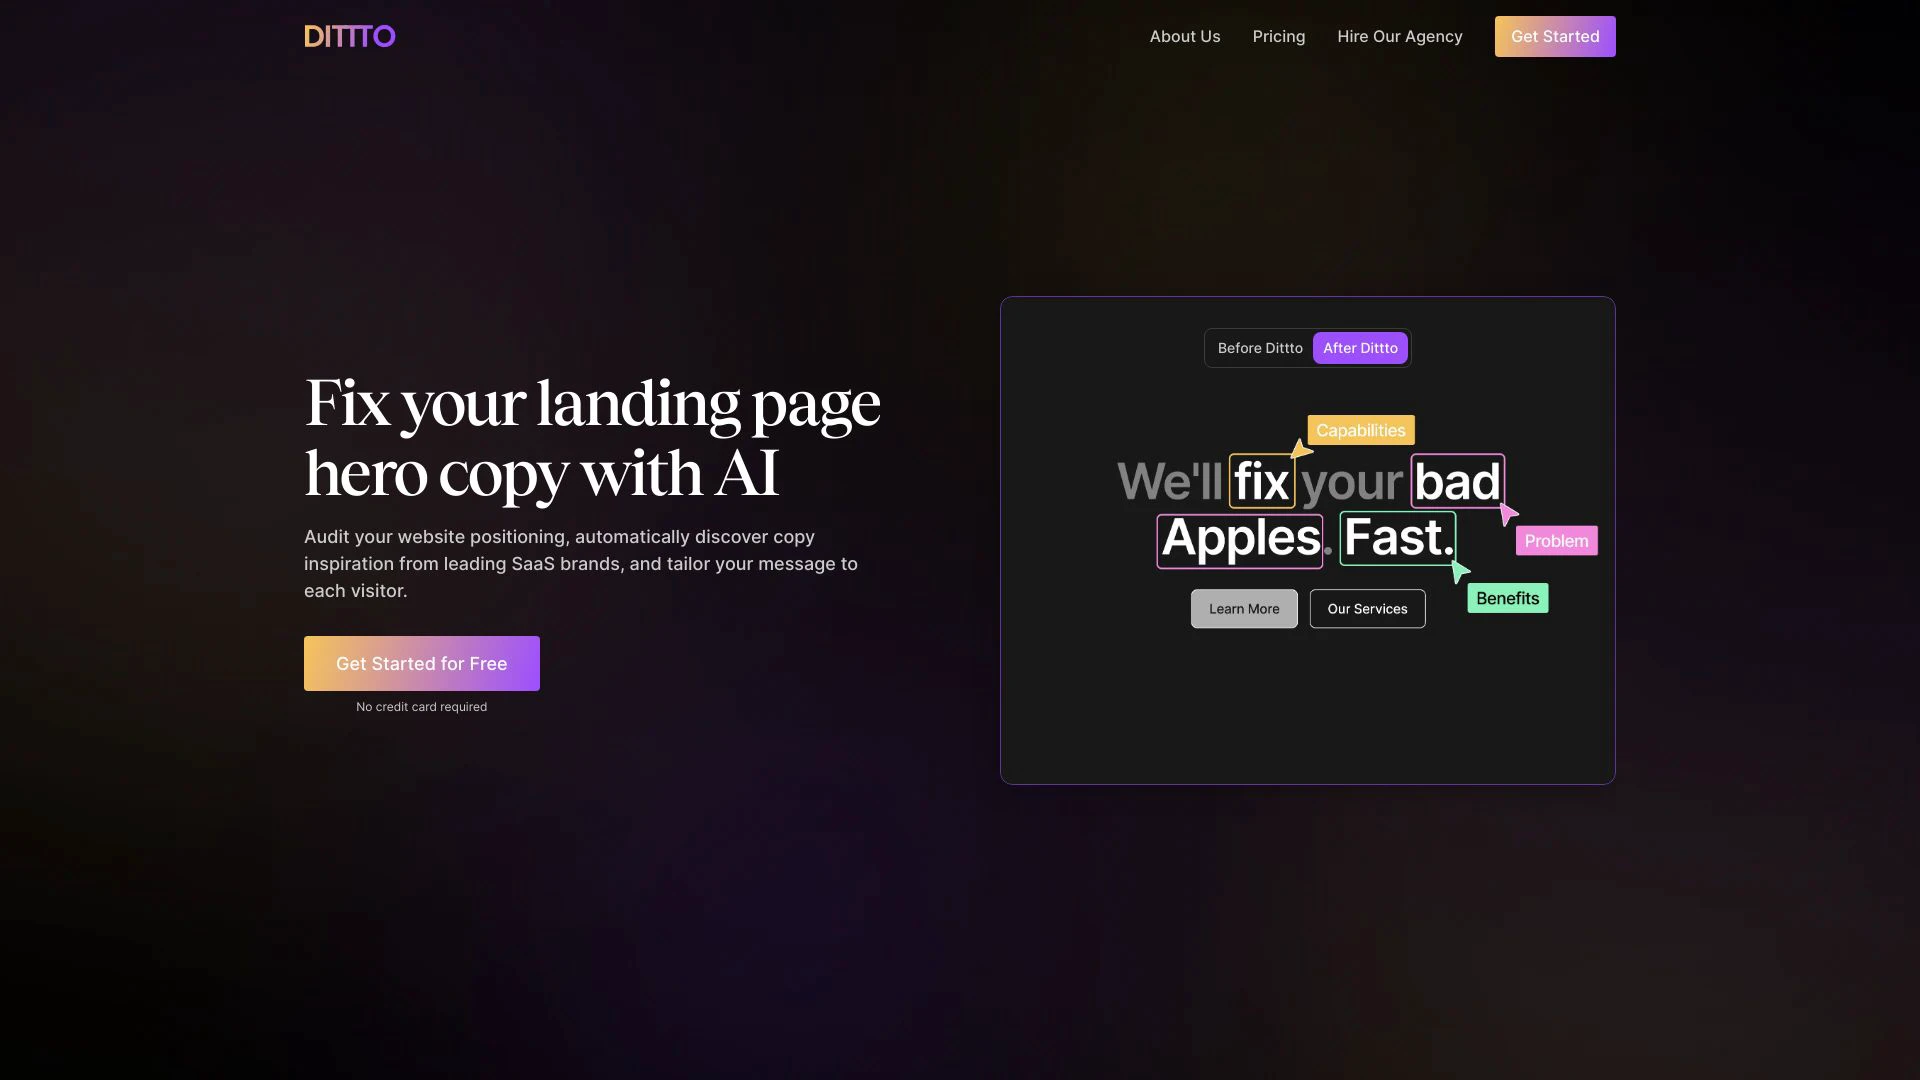 DITTTO
About Us
Pricing
Hire Our Agency
Get Started
Fix your landing page
hero copy with AI
Audit your website positioning, automatically discover copy
inspiration from leading SaaS brands, and tailor your message to
each visitor.
Get Started for Free
No credit card required
Before Dittto
After Dittto
Capabilities
We'll fix your bad
Apples. Fast.
Problem
Benefits
Learn More
Our Services